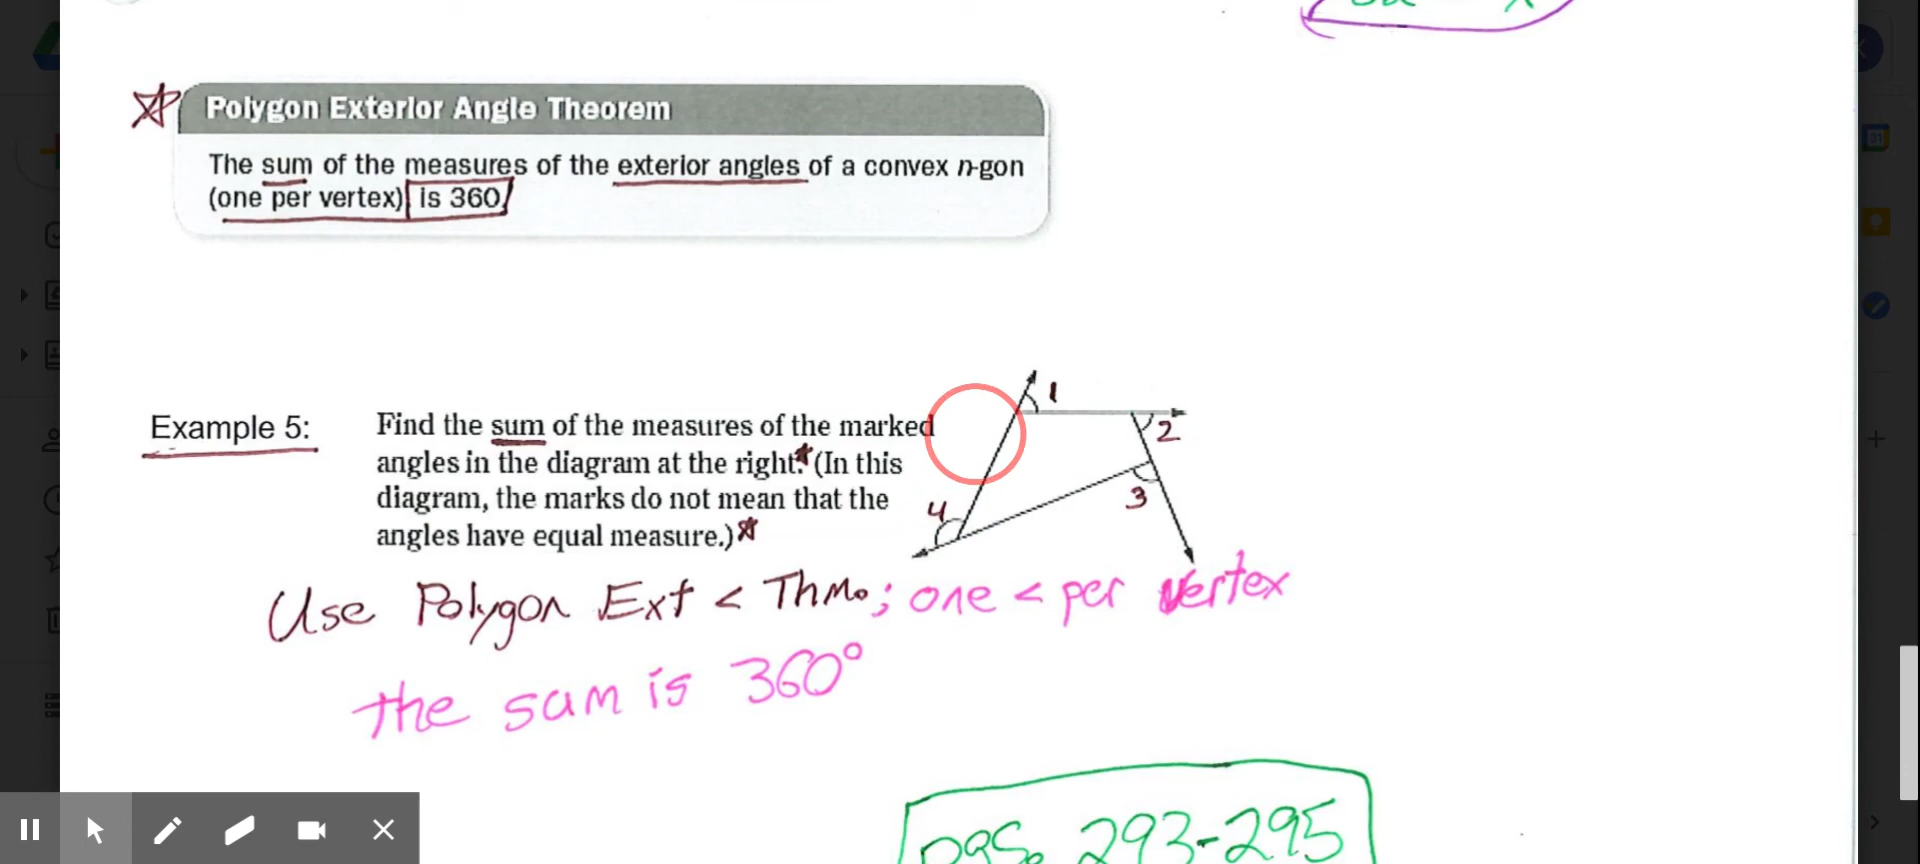 Polygon Exterior Angle Theorem
The sum of the measures of the exterior angles of a convex n-gon
(one per vertex) is 360.
Example 5:
Find the sum of the measures of the marked
angles in the diagram at the right. (In this
diagram, the marks do not mean that the
angles have equal measure.)
1
2
3
4
Use Polygon Ext < Thm.; one < per vertex
the sum is 360°
pgs. 293-295
31